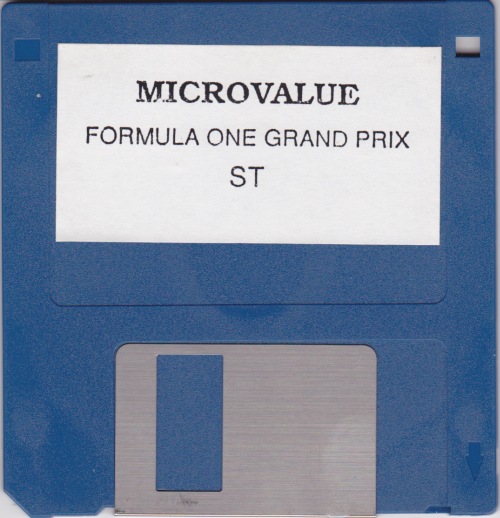 MICROVALUE
FORMULA ONE GRAND PRIX
ST